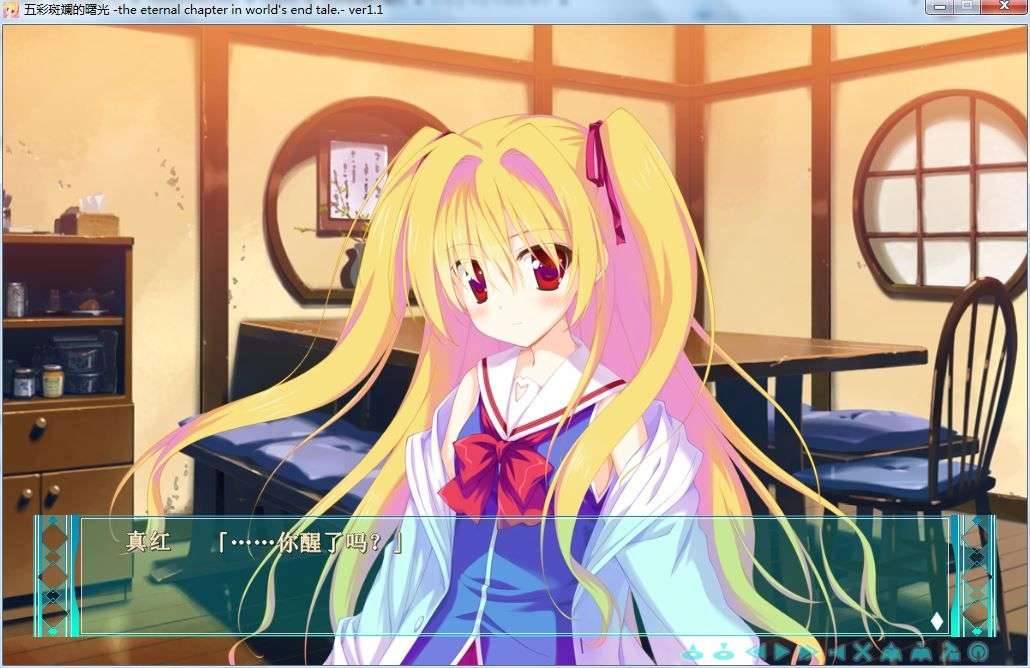 五彩斑斓的曙光 -the eternal chapter in world's end tale.- ver1.1
真红 「……你醒了吗？』